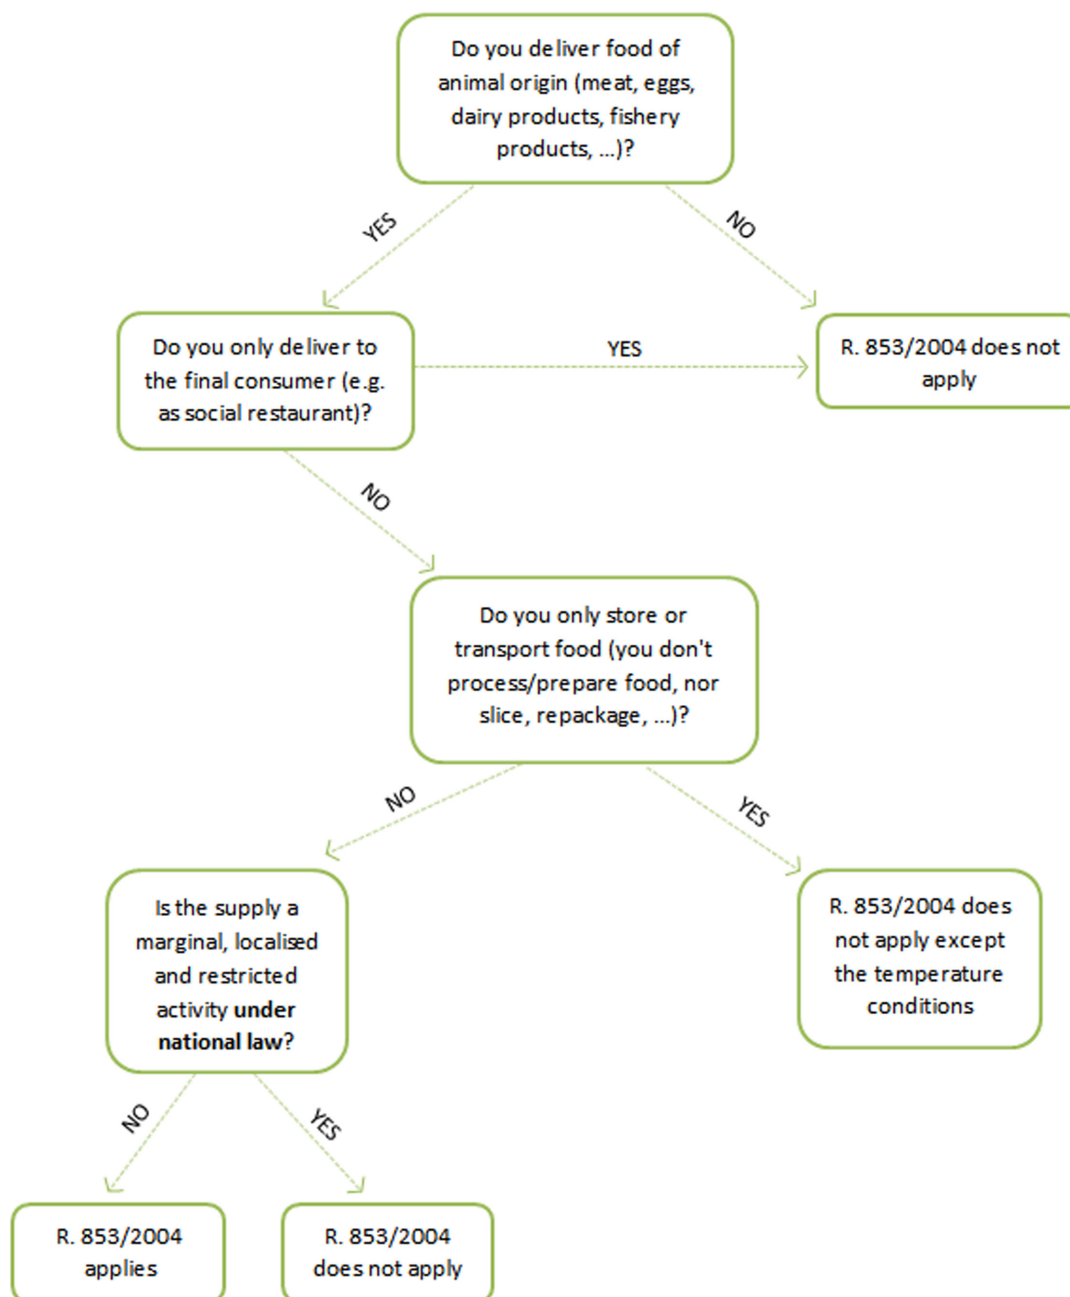 Do you deliver food of
animal origin (meat, eggs,
dairy products, fishery
products, ...)?
YES
NO
Do you only deliver to
the final consumer (e.g.
as social restaurant)?
YES
R. 853/2004 does not
apply
NO
Do you only store or
transport food (you don't
process/prepare food, nor
slice, repackage, ...)?
NO
YES
Is the supply a
marginal, localised
and restricted
activity under
national law?
R. 853/2004 does
not apply except
the temperature
conditions
NO
YES
R. 853/2004
applies
R. 853/2004
does not apply